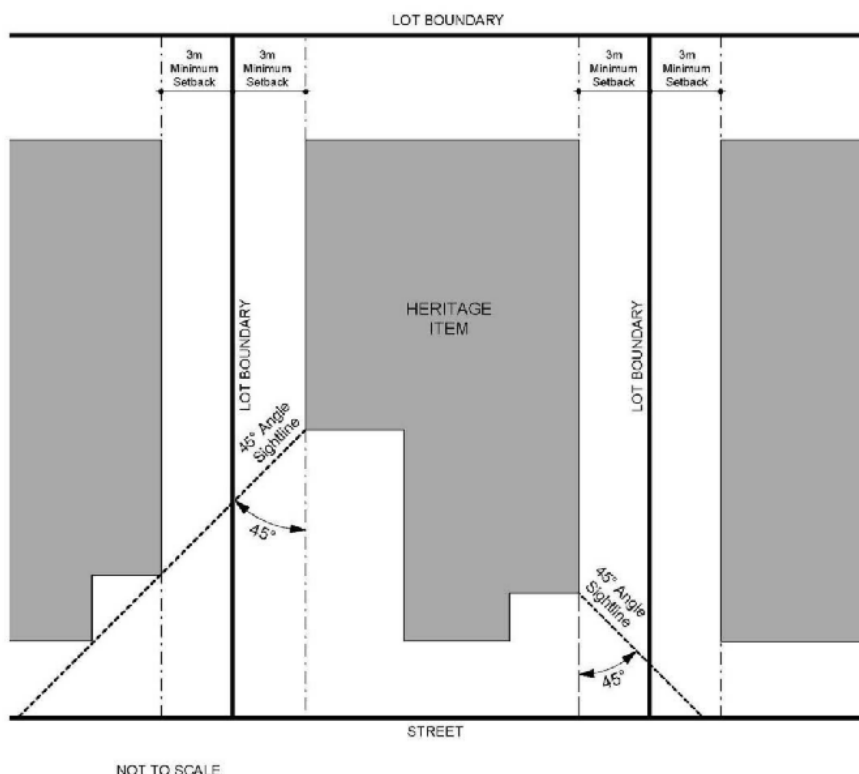 LOT BOUNDARY
3m
Minimum
Setback
3m
Minimum
Setback
3m
Minimum
Setback
3m
Minimum
Setback
HERITAGE
ITEM
LOT BOUNDARY
LOT BOUNDARY
45° Angle
Sightline
45°
45° Angle
Sightline
45°
STREET
NOT TO SCALE